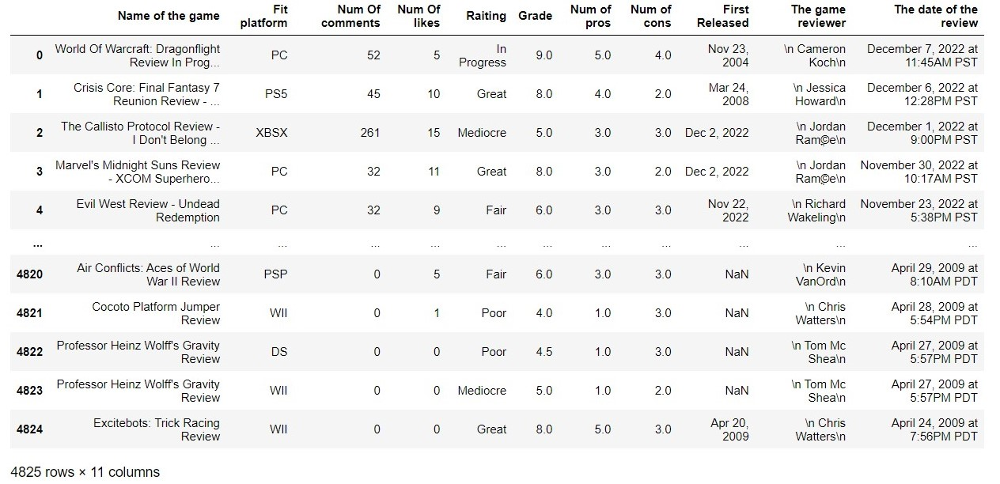 Name of the game Fit platform Num Of comments Num Of likes Raiting Grade Num of pros Num of cons First Released The game reviewer The date of the review
0 World Of Warcraft: Dragonflight Review In Prog... PC 52 5 In Progress 9.0 5.0 4.0 Nov 23, 2004 \n Cameron Koch\n December 7, 2022 at 11:45AM PST
1 Crisis Core: Final Fantasy 7 Reunion Review - ... PS5 45 10 Great 8.0 4.0 2.0 Mar 24, 2008 \n Jessica Howard\n December 6, 2022 at 12:28PM PST
2 The Callisto Protocol Review - I Don't Belong ... XBSX 261 15 Mediocre 5.0 3.0 3.0 Dec 2, 2022 \n Jordan Ram©e\n December 1, 2022 at 9:00PM PST
3 Marvel's Midnight Suns Review - XCOM Superhero... PC 32 11 Great 8.0 3.0 2.0 Dec 2, 2022 \n Jordan Ram©e\n November 30, 2022 at 10:17AM PST
4 Evil West Review - Undead Redemption PC 32 9 Fair 6.0 3.0 3.0 Nov 22, 2022 \n Richard Wakeling\n November 23, 2022 at 5:38PM PST
... ... ... ... ... ... ... ... ... ... ... ...
4820 Air Conflicts: Aces of World War II Review PSP 0 5 Fair 6.0 3.0 3.0 NaN \n Kevin VanOrd\n April 29, 2009 at 8:10AM PDT
4821 Cocoto Platform Jumper Review WII 0 1 Poor 4.0 1.0 3.0 NaN \n Chris Watters\n April 28, 2009 at 5:54PM PDT
4822 Professor Heinz Wolff's Gravity Review DS 0 0 Poor 4.5 1.0 3.0 NaN \n Tom Mc Shea\n April 27, 2009 at 5:57PM PDT
4823 Professor Heinz Wolff's Gravity Review WII 0 0 Mediocre 5.0 1.0 2.0 NaN \n Tom Mc Shea\n April 27, 2009 at 5:57PM PDT
4824 Excitebots: Trick Racing Review WII 0 0 Great 8.0 5.0 3.0 Apr 20, 2009 \n Chris Watters\n April 24, 2009 at 7:56PM PDT
4825 rows × 11 columns